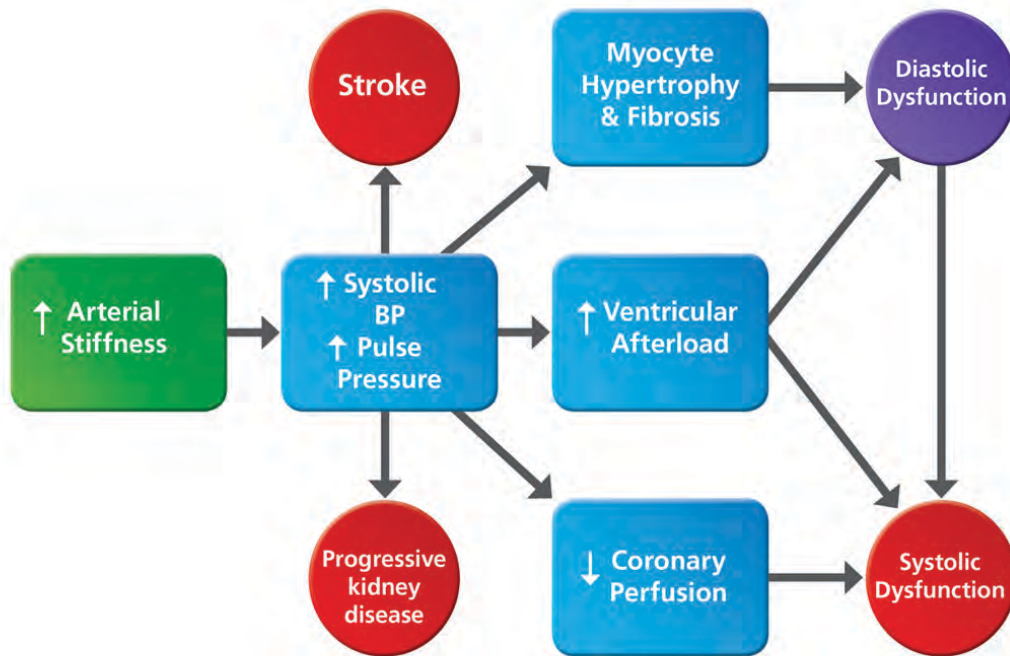 Stroke
Myocyte
Hypertrophy
& Fibrosis
Diastolic
Dysfunction
↑ Arterial
Stiffness
↑ Systolic
BP
↑ Pulse
Pressure
↑ Ventricular
Afterload
Progressive
kidney
disease
↓ Coronary
Perfusion
Systolic
Dysfunction